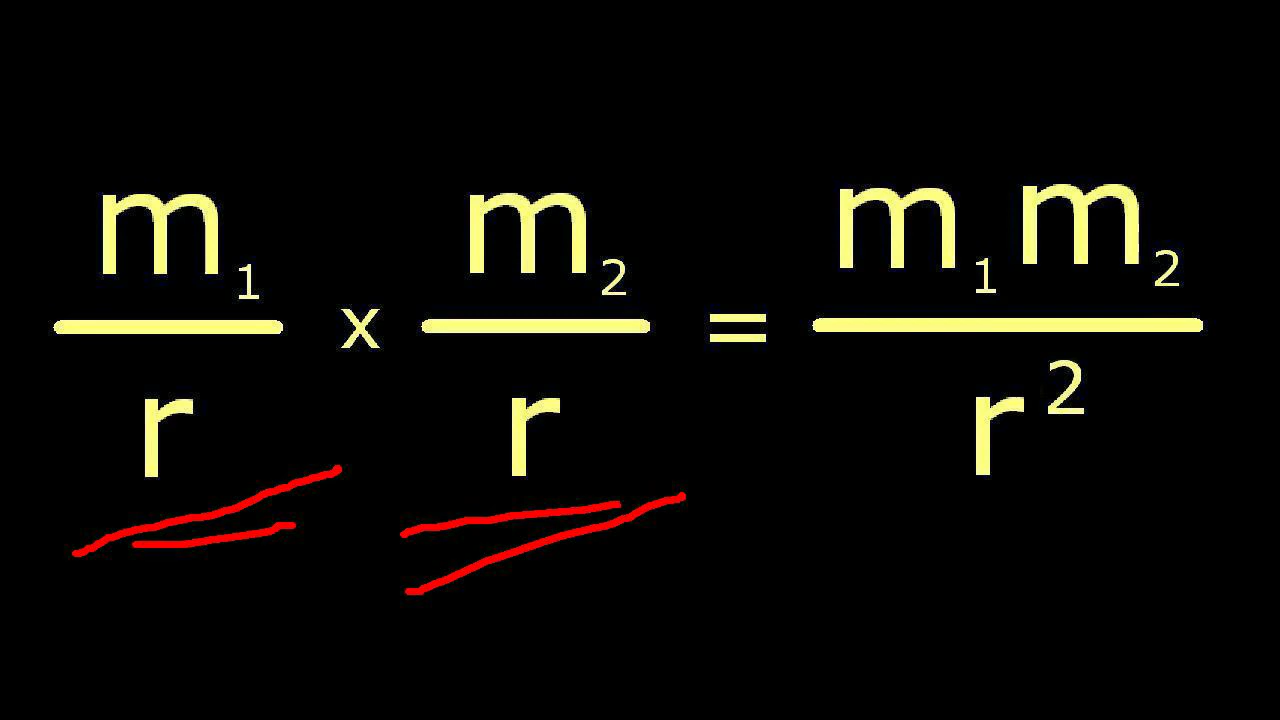 m₁/r x m₂/r = m₁m₂/r²